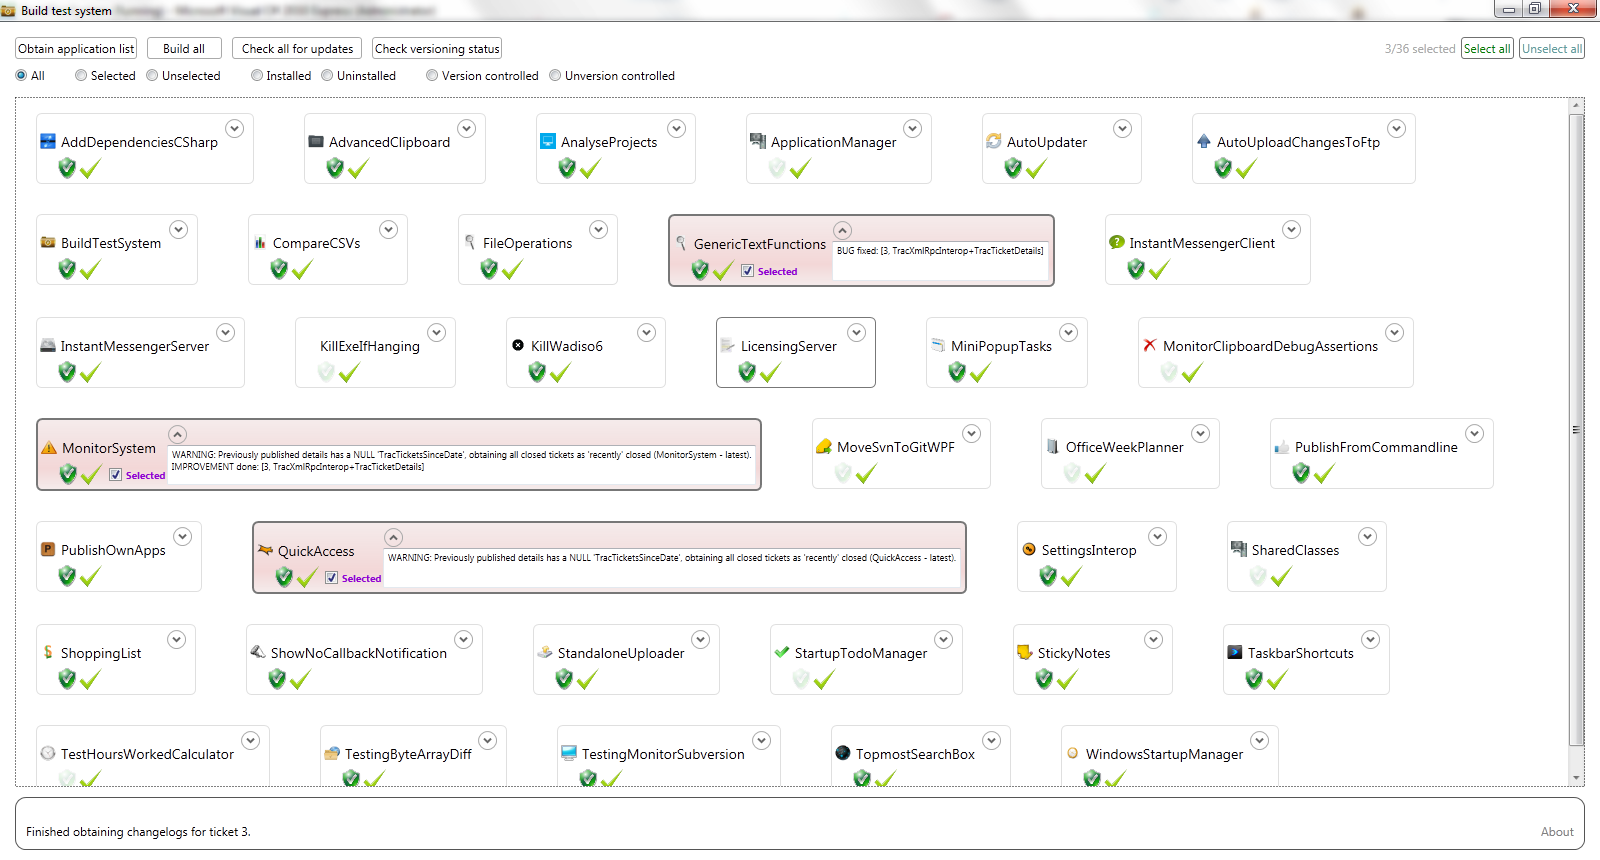 Build test system
Obtain application list Build all Check all for updates Check versioning status 3/36 selected Select all Unselect all
All Selected Unselected Installed Uninstalled Version controlled Unversion controlled
AddDependenciesCSharp AdvancedClipboard AnalyseProjects ApplicationManager AutoUpdater AutoUploadChangesToFtp
BuildTestSystem CompareCSVs FileOperations GenericTextFunctions BUG fixed: [3, TracXmlRpcInterop+TracTicketDetails] InstantMessengerClient
Selected
InstantMessengerServer KillExeIfHanging KillWadiso6 LicensingServer MiniPopupTasks MonitorClipboardDebugAssertions
MonitorSystem WARNING: Previously published details has a NULL 'TracTicketsSinceDate', obtaining all closed tickets as 'recently' closed (MonitorSystem - latest). MoveSvnToGitWPF OfficeWeekPlanner PublishFromCommandline
IMPROVEMENT done: [3, TracXmlRpcInterop+TracTicketDetails]
Selected
PublishOwnApps QuickAccess WARNING: Previously published details has a NULL 'TracTicketsSinceDate', obtaining all closed tickets as 'recently' closed (QuickAccess - latest). SettingsInterop SharedClasses
Selected
ShoppingList ShowNoCallbackNotification StandaloneUploader StartupTodoManager StickyNotes TaskbarShortcuts
TestHoursWorkedCalculator TestingByteArrayDiff TestingMonitorSubversion TopmostSearchBox WindowsStartupManager
Finished obtaining changelogs for ticket 3. About